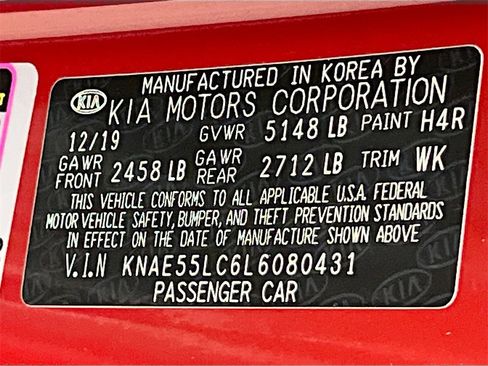 MANUFACTURED IN KOREA BY
KIA KIA MOTORS CORPORATION
12/19 GVWR 5148 LB PAINT H4R
GAWR FRONT 2458 LB GAWR REAR 2712 LB TRIM WK
THIS VEHICLE CONFORMS TO ALL APPLICABLE U.S.A. FEDERAL
MOTOR VEHICLE SAFETY, BUMPER, AND THEFT PREVENTION STANDARDS
IN EFFECT ON THE DATE OF MANUFACTURE SHOWN ABOVE
V.I.N KNAE55LC6L6080431
PASSENGER CAR